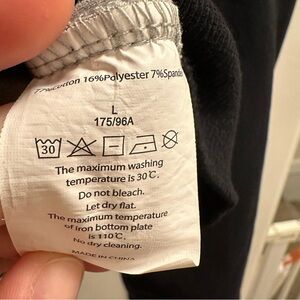 77%Cotton 16%Polyester 7%Spandex
L
175/96A
30
The maximum washing
temperature is 30℃.
Do not bleach.
Let dry flat.
The maximum temperature
of iron bottom plate
is 110℃.
No dry cleaning.
MADE IN CHINA